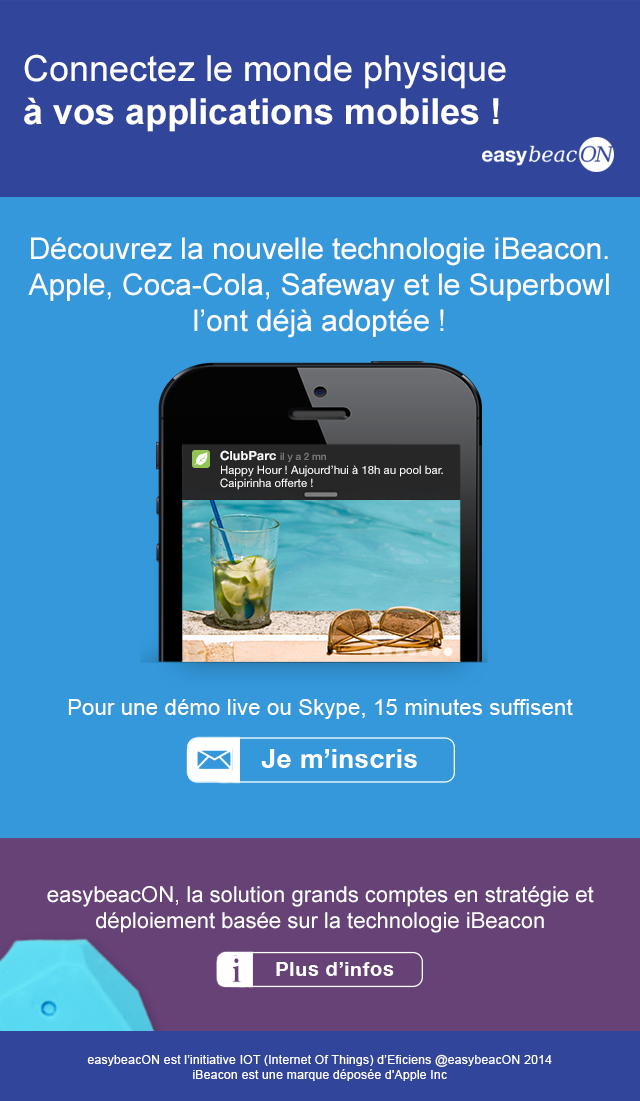 Connectez le monde physique
à vos applications mobiles !
easybeacON
Découvrez la nouvelle technologie iBeacon.
Apple, Coca-Cola, Safeway et le Superbowl
l’ont déjà adoptée !
ClubParc il y a 2 mn
Happy Hour ! Aujourd’hui à 18h au pool bar.
Caipirinha offerte !
Pour une démo live ou Skype, 15 minutes suffisent
Je m’inscris
easybeacON, la solution grands comptes en stratégie et
déploiement basée sur la technologie iBeacon
i Plus d’infos
easybeacON est l’initiative IOT (Internet Of Things) d’Eficiens @easybeacON 2014
iBeacon est une marque déposée d'Apple Inc